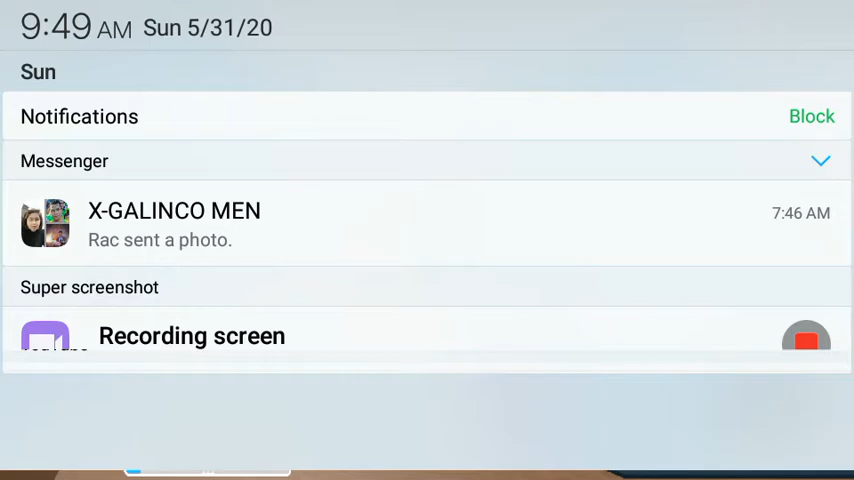 9:49 AM Sun 5/31/20
Sun
Notifications Block
Messenger
X-GALINCO MEN 7:46 AM
Rac sent a photo.
Super screenshot
Recording screen